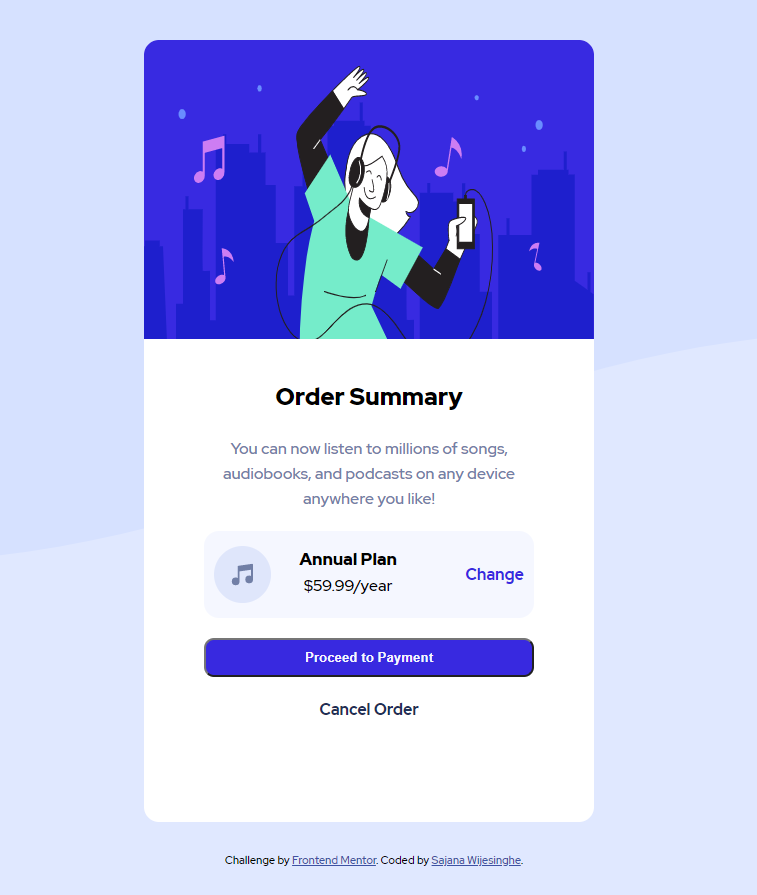 Order Summary
You can now listen to millions of songs,
audiobooks, and podcasts on any device
anywhere you like!
Annual Plan
$59.99/year
Change
Proceed to Payment
Cancel Order
Challenge by Frontend Mentor. Coded by Sajana Wijesinghe.